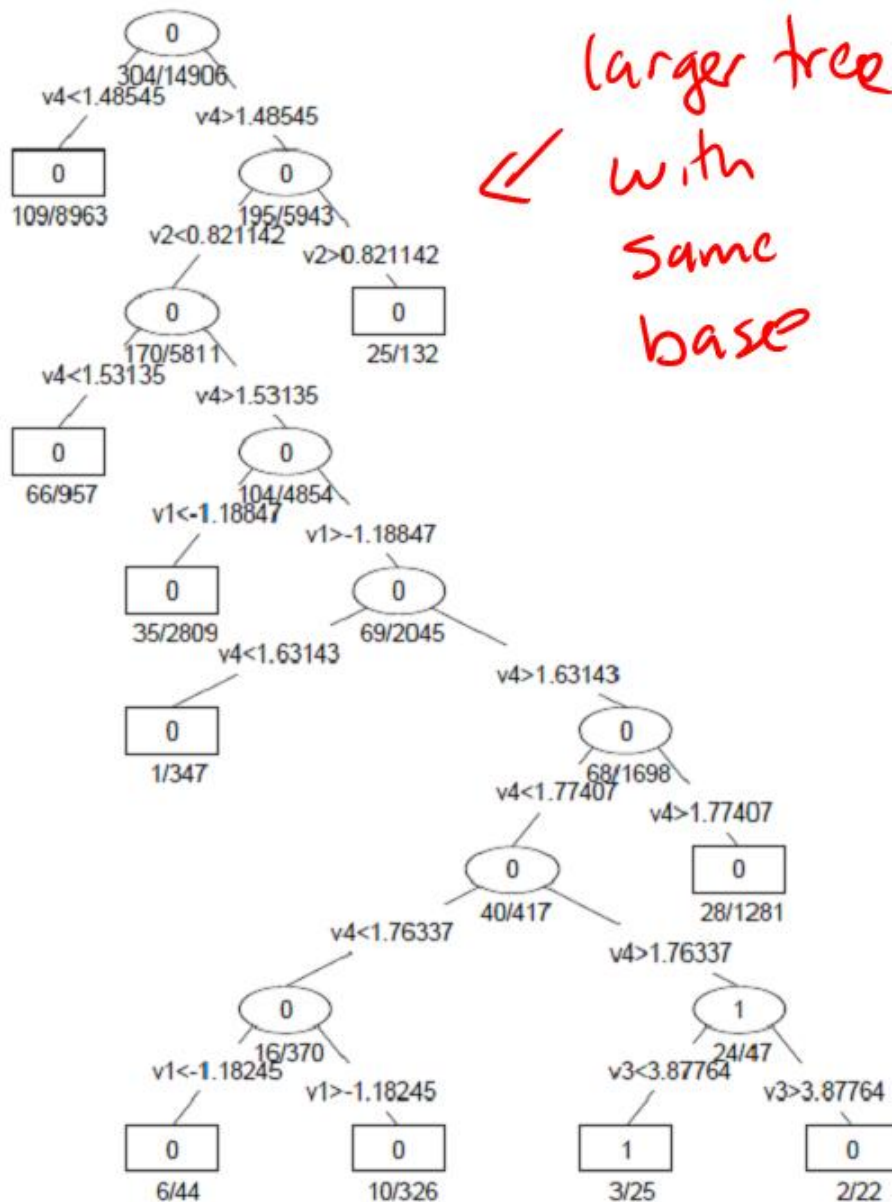 0
304/14906
larger tree
v4<1.48545
v4>1.48545
0
109/8963
0
195/5943
with
v2<0.821142
v2>0.821142
same
0
170/5811
0
25/132
base
v4<1.53135
v4>1.53135
0
66/957
0
104/4854
v1<-1.18847
v1>-1.18847
0
35/2809
0
69/2045
v4<1.63143
v4>1.63143
0
1/347
0
68/1698
v4<1.77407
v4>1.77407
0
40/417
0
28/1281
v4<1.76337
v4>1.76337
0
16/370
1
24/47
v1<-1.18245
v1>-1.18245
v3<3.87764
v3>3.87764
0
6/44
0
10/326
1
3/25
0
2/22